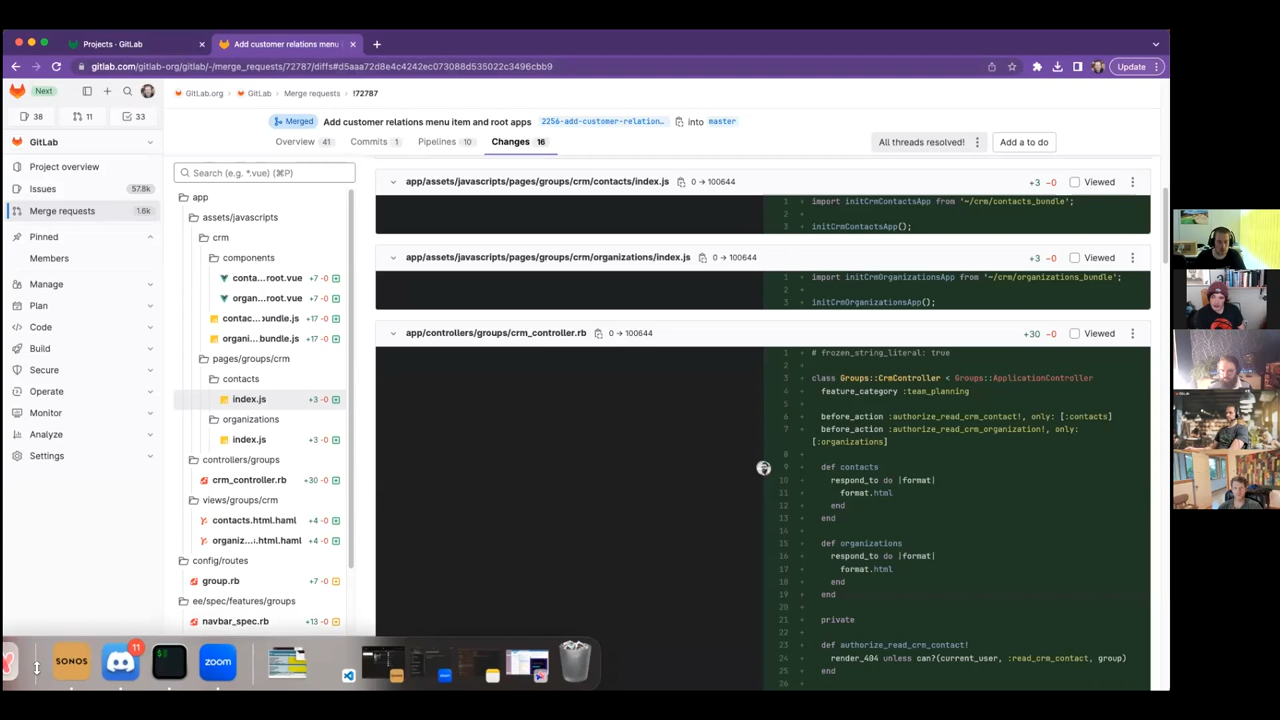 Projects · GitLab
Add customer relations menu
gitlab.com/gitlab-org/gitlab/-/merge_requests/72787/diffs#d5aaa72d8e4c4242ec073088d535022c3496cbb9
Update
Next
GitLab.org
GitLab
Merge requests
!72787
38
11
33
Merged
Add customer relations menu item and root apps
2256-add-customer-relation…
into
master
GitLab
Overview 41
Commits 1
Pipelines 10
Changes 16
All threads resolved!
Add a to do
Project overview
Issues 57.8k
Merge requests 1.6k
Pinned
Members
Manage
Plan
Code
Build
Secure
Operate
Monitor
Analyze
Settings
Search (e.g. *.vue) (⌘P)
app
assets/javascripts
crm
components
conta…root.vue +7 -0
organ…root.vue +7 -0
contac…bundle.js +17 -0
organi…bundle.js +17 -0
pages/groups/crm
contacts
index.js +3 -0
organizations
index.js +3 -0
controllers/groups
crm_controller.rb +30 -0
views/groups/crm
contacts.html.haml +4 -0
organiz…s.html.haml +4 -0
config/routes
group.rb +7 -0
ee/spec/features/groups
navbar_spec.rb +13 -0
app/assets/javascripts/pages/groups/crm/contacts/index.js 0 → 100644 +3 -0 Viewed
1 + import initCrmContactsApp from '~/crm/contacts_bundle';
2 +
3 + initCrmContactsApp();
app/assets/javascripts/pages/groups/crm/organizations/index.js 0 → 100644 +3 -0 Viewed
1 + import initCrmOrganizationsApp from '~/crm/organizations_bundle';
2 +
3 + initCrmOrganizationsApp();
app/controllers/groups/crm_controller.rb 0 → 100644 +30 -0 Viewed
1 + # frozen_string_literal: true
2 +
3 + class Groups::CrmController < Groups::ApplicationController
4 + feature_category :team_planning
5 +
6 + before_action :authorize_read_crm_contact!, only: [:contacts]
7 + before_action :authorize_read_crm_organization!, only:
[:organizations]
8 +
9 + def contacts
10 + respond_to do |format|
11 + format.html
12 + end
13 + end
14 +
15 + def organizations
16 + respond_to do |format|
17 + format.html
18 + end
19 + end
20 +
21 + private
22 +
23 + def authorize_read_crm_contact!
24 + render_404 unless can?(current_user, :read_crm_contact, group)
25 + end
26 +
SONOS
11
$
zoom